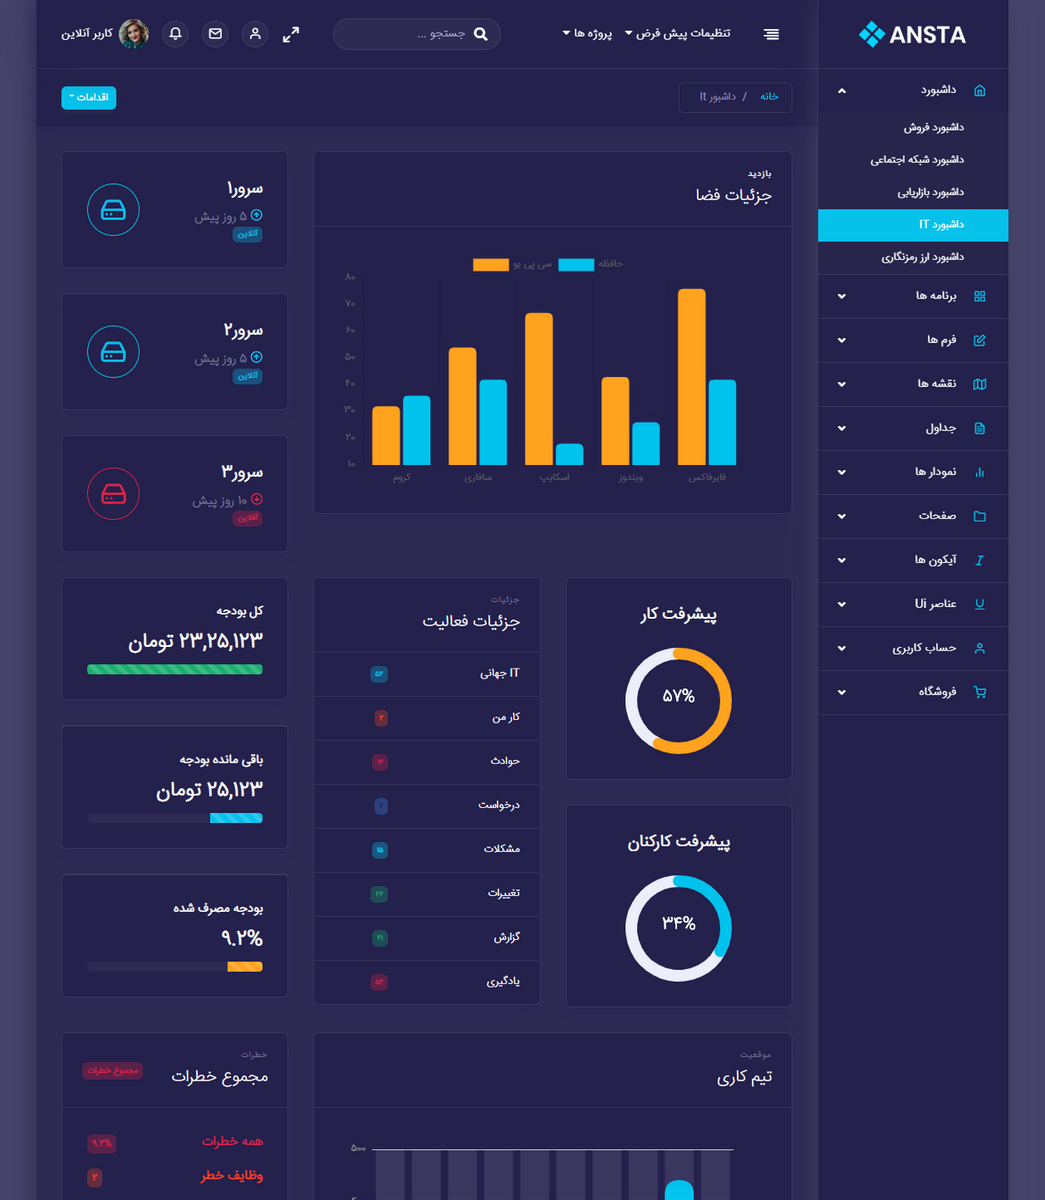 ANSTA
تنظیمات پیش فرض
پروژه ها
جستجو ...
کاربر آنلاین
داشبورد
داشبورد فروش
داشبورد شبکه اجتماعی
داشبورد بازاریابی
داشبورد IT
داشبورد ارز رمزنگاری
برنامه ها
فرم ها
نقشه ها
جداول
نمودار ها
صفحات
آیکون ها
عناصر Ui
حساب کاربری
فروشگاه
خانه / داشبور It
اقدامات
بازدید
جزئیات فضا
حافظه
سی پی یو
۸۰
۷۰
۶۰
۵۰
۴۰
۳۰
۲۰
۱۰
فایرفاکس
ویندوز
اسکایپ
سافاری
کروم
سرور۱
۵ روز پیش
آنلاین
سرور۲
۵ روز پیش
آنلاین
سرور۳
۱۰ روز پیش
آفلاین
پیشرفت کار
۵۷%
پیشرفت کارکنان
۳۴%
جزئیات
جزئیات فعالیت
IT جهانی
۵۲
کار من
۲
حوادث
۱۲
درخواست
مشکلات
۱۵
تغییرات
۲۶
گزارش
۴۱
یادگیری
۵۴
کل بودجه
۲۳,۲۵,۱۲۳ تومان
باقی مانده بودجه
۲۵,۱۲۳ تومان
بودجه مصرف شده
۹.۲%
موقعیت
تیم کاری
۵۰۰
خطرات
مجموع خطرات
مجموع خطرات
همه خطرات
۹.۲%
وظایف خطر
۲